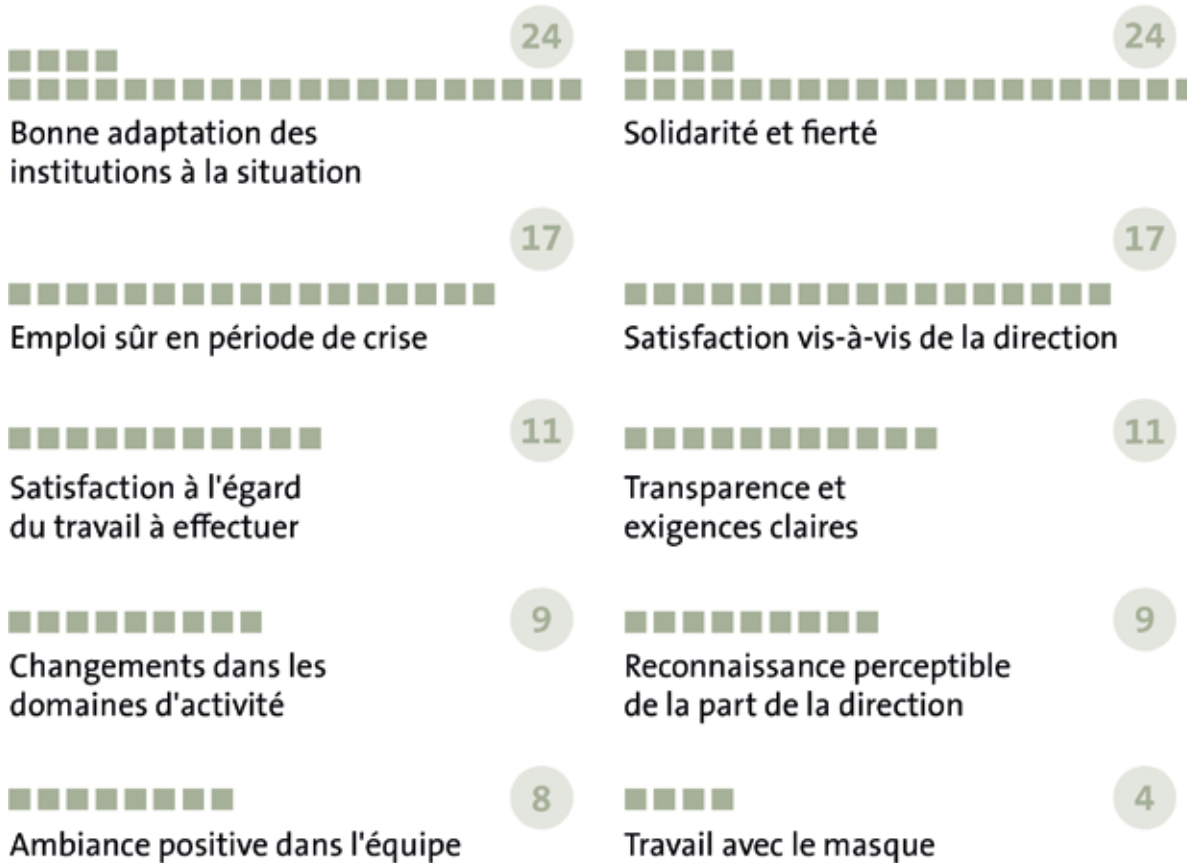 24
Bonne adaptation des
institutions à la situation
24
Solidarité et fierté
17
Emploi sûr en période de crise
17
Satisfaction vis-à-vis de la direction
11
Satisfaction à l'égard
du travail à effectuer
11
Transparence et
exigences claires
9
Changements dans les
domaines d'activité
9
Reconnaissance perceptible
de la part de la direction
8
Ambiance positive dans l'équipe
4
Travail avec le masque